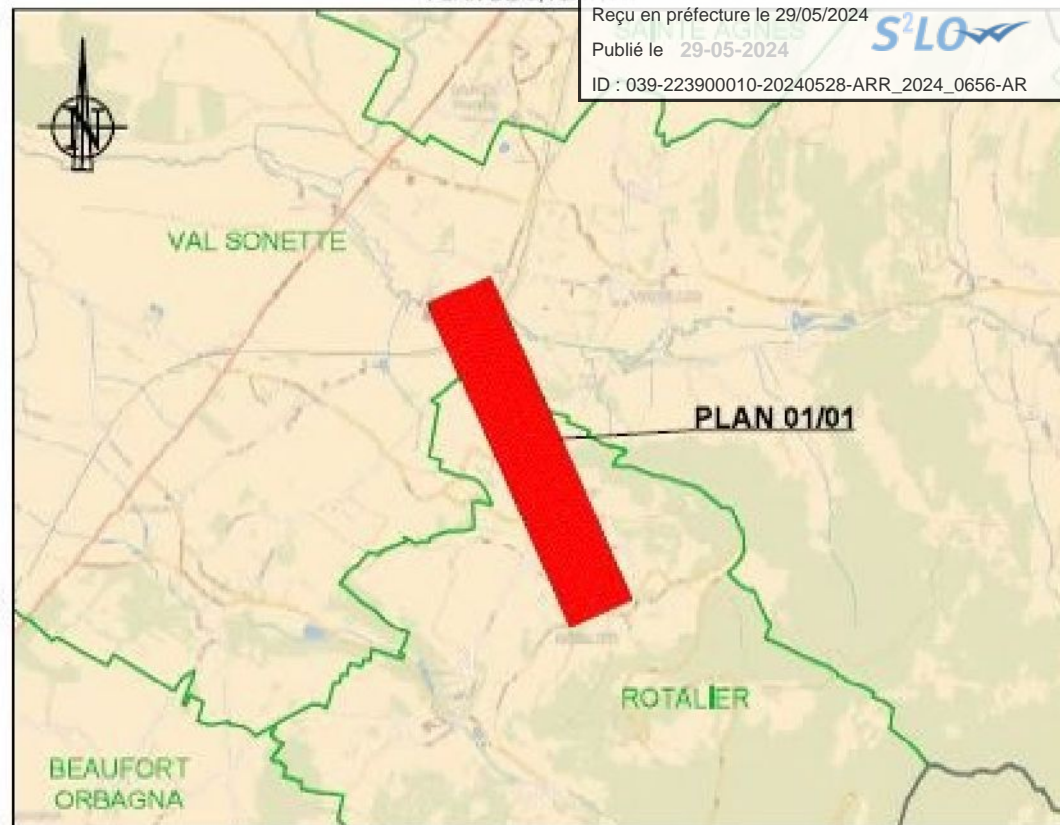 Reçu en préfecture le 29/05/2024
SAINTE AGNES
Publié le 29-05-2024
S²LO
ID : 039-223900010-20240528-ARR_2024_0656-AR
N
VAL SONETTE
PLAN 01/01
ROTALIER
BEAUFORT
ORBAGNA